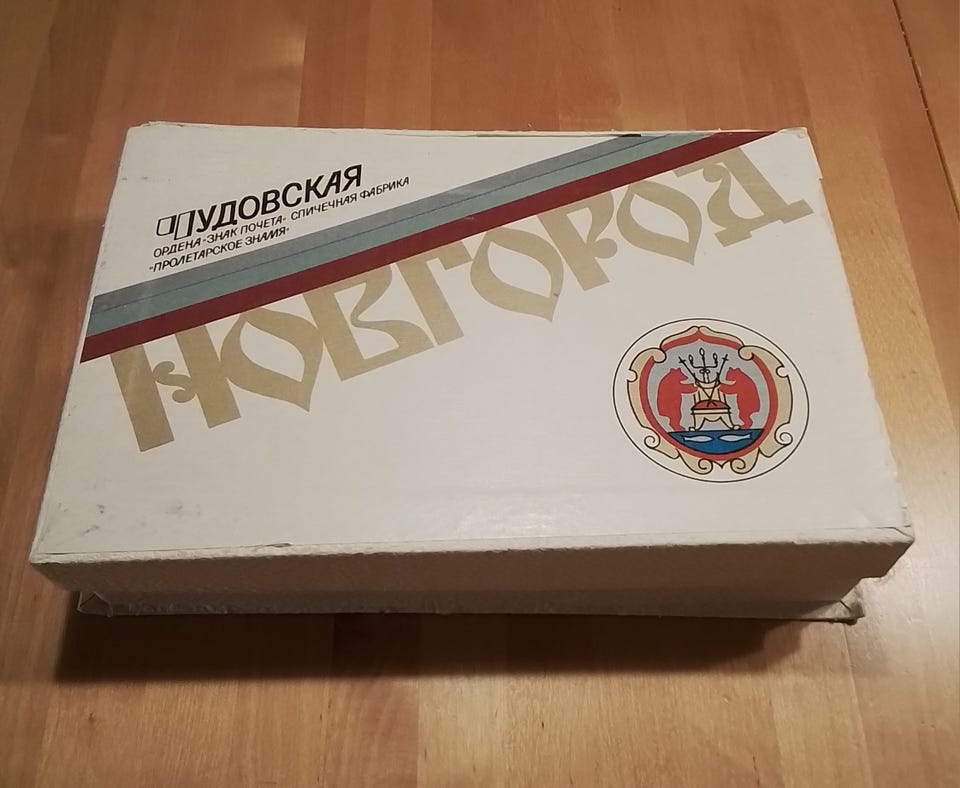 ЧУДОВСКАЯ
ОРДЕНА "ЗНАК ПОЧЕТА" СПИЧЕЧНАЯ ФАБРИКА
"ПРОЛЕТАРСКОЕ ЗНАМЯ"
НОВГОРОД